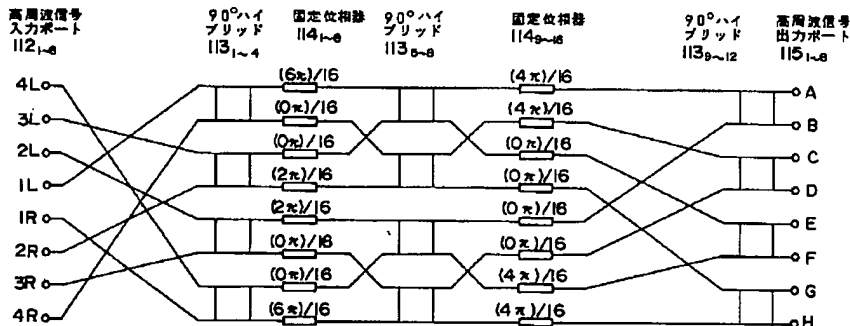 高周波信号
入力ポート
112₁~₈
90°ハイ
ブリッド
113₁~₄
固定位相器
114₁~₈
90°ハイ
ブリッド
113₅~₈
固定位相器
114₉~₁₆
90°ハイ
ブリッド
113₉~₁₂
高周波信号
出力ポート
115₁~₈
4L
3L
2L
1L
1R
2R
3R
4R
(6π)/16
(0π)/16
(0π)/16
(2π)/16
(2π)/16
(0π)/16
(0π)/16
(6π)/16
(4π)/16
(4π)/16
(0π)/16
(0π)/16
(0π)/16
(0π)/16
(4π)/16
(4π)/16
A
B
C
D
E
F
G
H